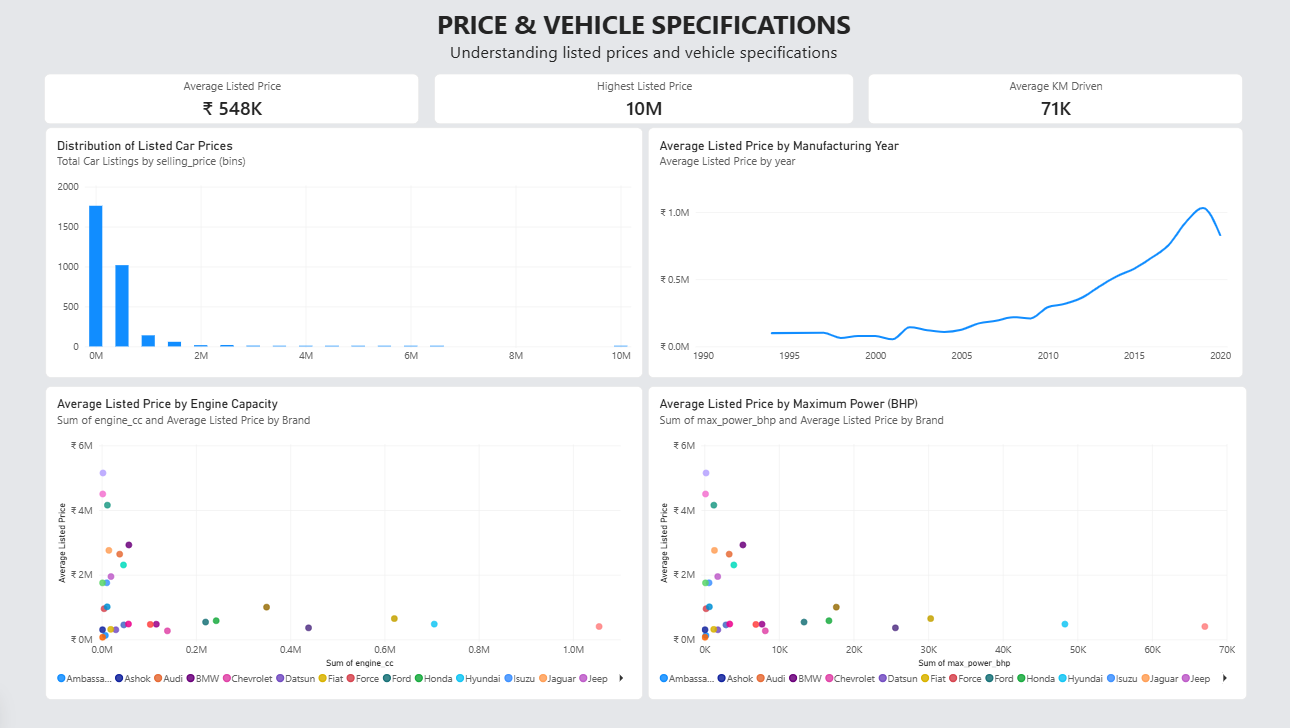 PRICE & VEHICLE SPECIFICATIONS
Understanding listed prices and vehicle specifications
Average Listed Price
₹ 548K
Highest Listed Price
10M
Average KM Driven
71K
Distribution of Listed Car Prices
Total Car Listings by selling_price (bins)
2000
1500
1000
500
0
0M 2M 4M 6M 8M 10M
Average Listed Price by Manufacturing Year
Average Listed Price by year
₹ 1.0M
₹ 0.5M
₹ 0.0M
1990 1995 2000 2005 2010 2015 2020
Average Listed Price by Engine Capacity
Sum of engine_cc and Average Listed Price by Brand
Average Listed Price
₹ 6M
₹ 4M
₹ 2M
₹ 0M
0.0M 0.2M 0.4M 0.6M 0.8M 1.0M
Sum of engine_cc
Ambassa... Ashok Audi BMW Chevrolet Datsun Fiat Force Ford Honda Hyundai Isuzu Jaguar Jeep
Average Listed Price by Maximum Power (BHP)
Sum of max_power_bhp and Average Listed Price by Brand
Average Listed Price
₹ 6M
₹ 4M
₹ 2M
₹ 0M
0K 10K 20K 30K 40K 50K 60K 70K
Sum of max_power_bhp
Ambassa... Ashok Audi BMW Chevrolet Datsun Fiat Force Ford Honda Hyundai Isuzu Jaguar Jeep